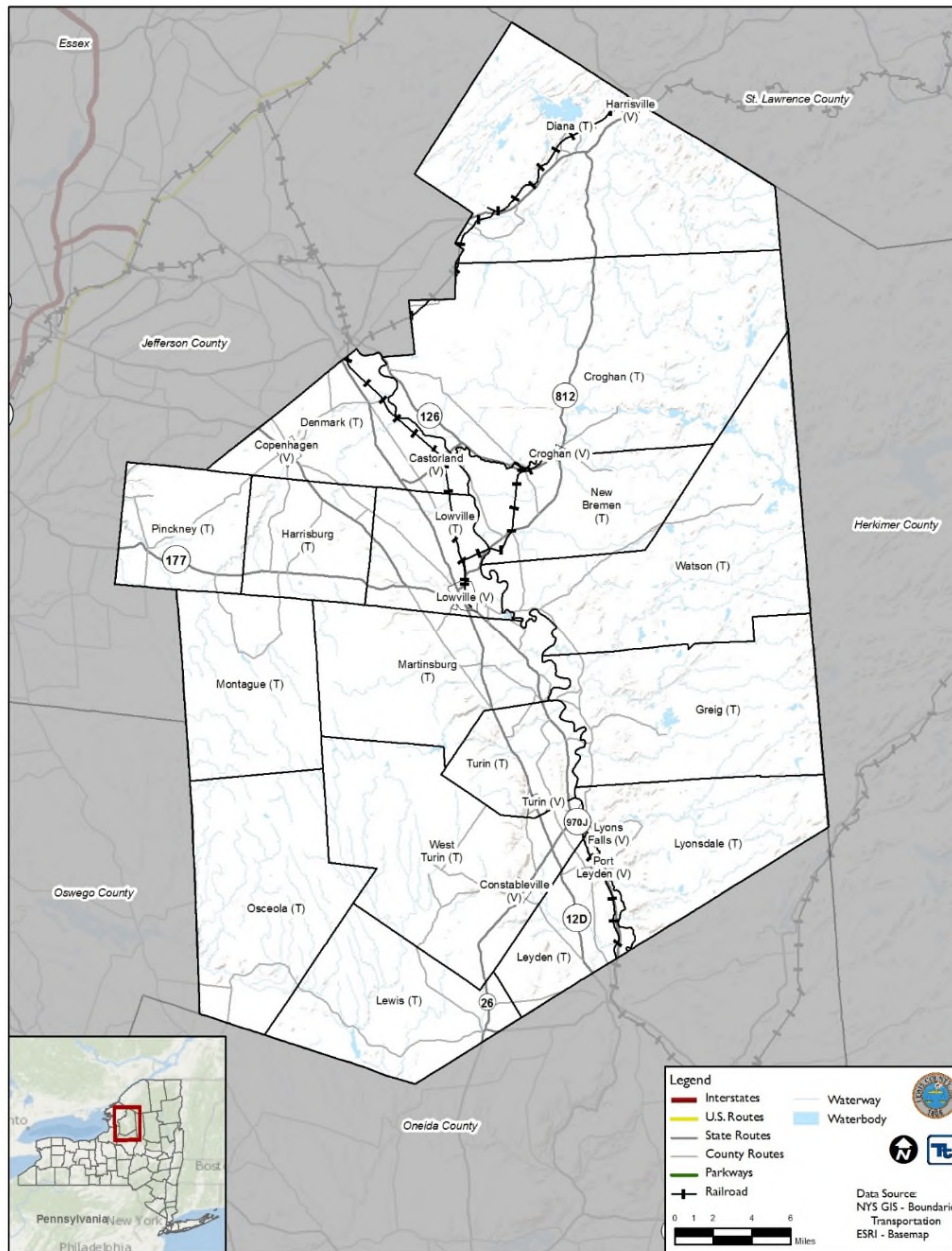 Essex
St. Lawrence County
Harrisville
(V)
Diana (T)
Jefferson County
Croghan (T)
812
126
Denmark (T)
Copenhagen
(V)
Castorland
(V)
Croghan (V)
New
Bremen
(T)
Pinckney (T)
Harrisburg
(T)
Lowville
(T)
Herkimer County
177
Watson (T)
Lowville (V)
Martinsburg
(T)
Montague (T)
Greig (T)
Turin (T)
Turin (V)
970J
Lyons
Falls (V)
Lyonsdale (T)
West
Turin (T)
Port
Leyden (V)
Constableville
(V)
Oswego County
Osceola (T)
12D
Leyden (T)
Lewis (T)
26
Oneida County
nto
Bost
Pennsylvania
New York
Philadelphia
Legend
Interstates
U.S. Routes
State Routes
County Routes
Parkways
Railroad
Waterway
Waterbody
N
Tt
0 1 2 4 6
Miles
Data Source:
NYS GIS - Boundarie
Transportation
ESRI - Basemap